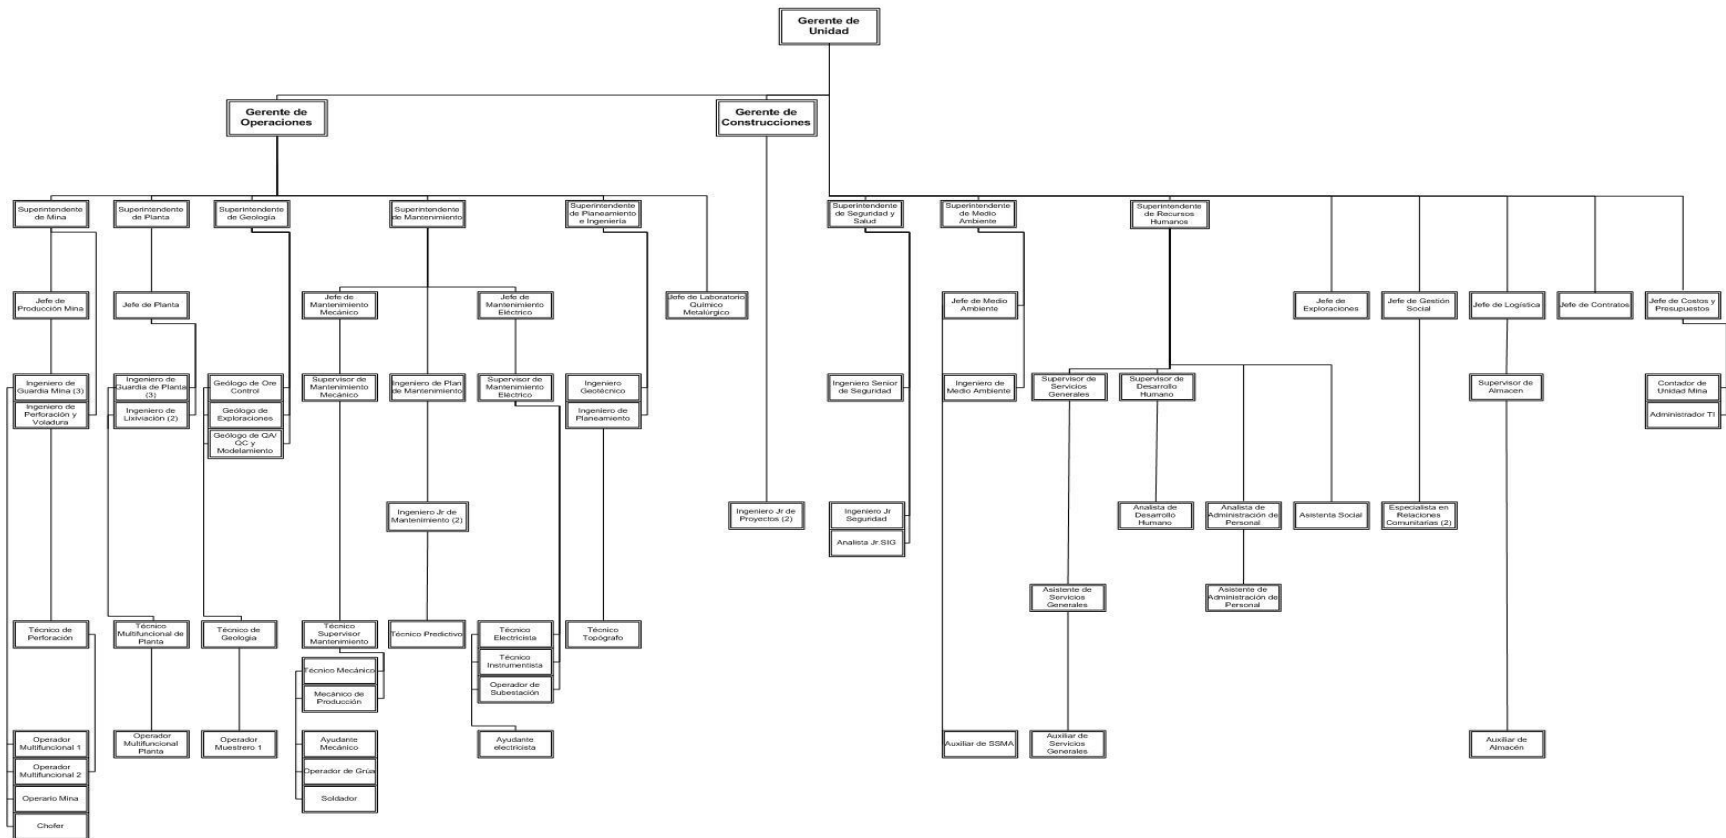 Gerente de
Unidad
Gerente de
Operaciones
Gerente de
Construcciones
Superintendente
de Mina
Superintendente
de Planta
Superintendente
de Geología
Superintendente
de Mantenimiento
Superintendente
de Planeamiento
e Ingeniería
Superintendente
de Seguridad y
Salud
Superintendente
de Medio
Ambiente
Superintendente
de Recursos
Humanos
Jefe de
Producción Mina
Jefe de Planta
Jefe de
Mantenimiento
Mecánico
Jefe de
Mantenimiento
Eléctrico
Jefe de Laboratorio
Químico
Metalúrgico
Jefe de Medio
Ambiente
Jefe de
Exploraciones
Jefe de Gestión
Social
Jefe de Logística
Jefe de Contratos
Jefe de Costos y
Presupuestos
Ingeniero de
Guardia Mina (3)
Ingeniero de
Perforación y
Voladura
Ingeniero de
Guardia de Planta
(3)
Ingeniero de
Lixiviación (2)
Geólogo de Ore
Control
Geólogo de
Exploraciones
Geólogo de QA/
QC y
Modelamiento
Supervisor de
Mantenimiento
Mecánico
Ingeniero de Plan
de Mantenimiento
Supervisor de
Mantenimiento
Eléctrico
Ingeniero
Geotécnico
Ingeniero de
Planeamiento
Ingeniero Senior
de Seguridad
Ingeniero de
Medio Ambiente
Supervisor de
Servicios
Generales
Supervisor de
Desarrollo
Humano
Supervisor de
Almacen
Contador de
Unidad Mina
Administrador TI
Ingeniero Jr de
Mantenimiento (2)
Ingeniero Jr de
Proyectos (2)
Ingeniero Jr
Seguridad
Analista Jr.SIG
Analista de
Desarrollo
Humano
Analista de
Administración de
Personal
Asistenta Social
Especialista en
Relaciones
Comunitarias (2)
Asistente de
Servicios
Generales
Asistente de
Administración de
Personal
Técnico de
Perforación
Técnico
Multifuncional de
Planta
Técnico de
Geologia
Técnico
Supervisor
Mantenimiento
Técnico Predictivo
Técnico
Electricista
Técnico
Instrumentista
Operador de
Subestación
Técnico
Topógrafo
Técnico Mecánico
Mecánico de
Producción
Operador
Multifuncional 1
Operador
Multifuncional 2
Operario Mina
Chofer
Operador
Multifuncional
Planta
Operador
Muestrero 1
Ayudante
Mecánico
Operador de Grúa
Soldador
Ayudante
electricista
Auxiliar de SSMA
Auxiliar de
Servicios
Generales
Auxiliar de
Almacén